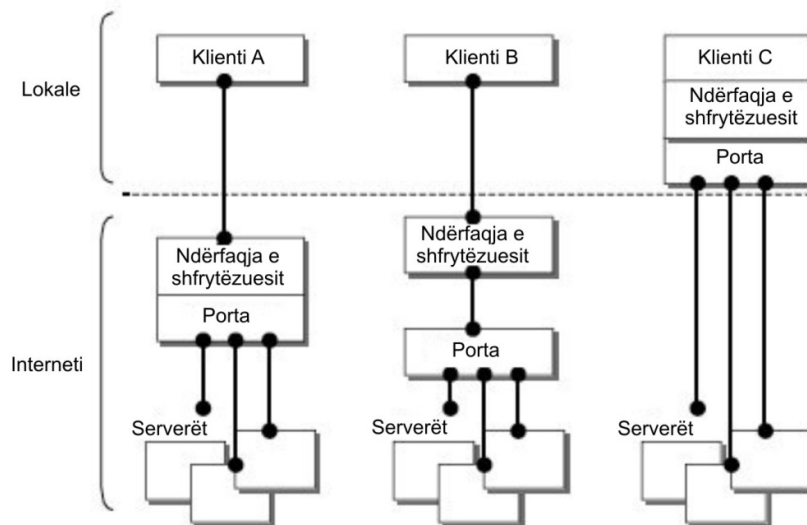 Lokale
Klienti A
Klienti B
Klienti C
Ndërfaqja e
shfrytëzuesit
Porta
Interneti
Ndërfaqja e
shfrytëzuesit
Porta
Serverët
Ndërfaqja e
shfrytëzuesit
Porta
Serverët
Serverët